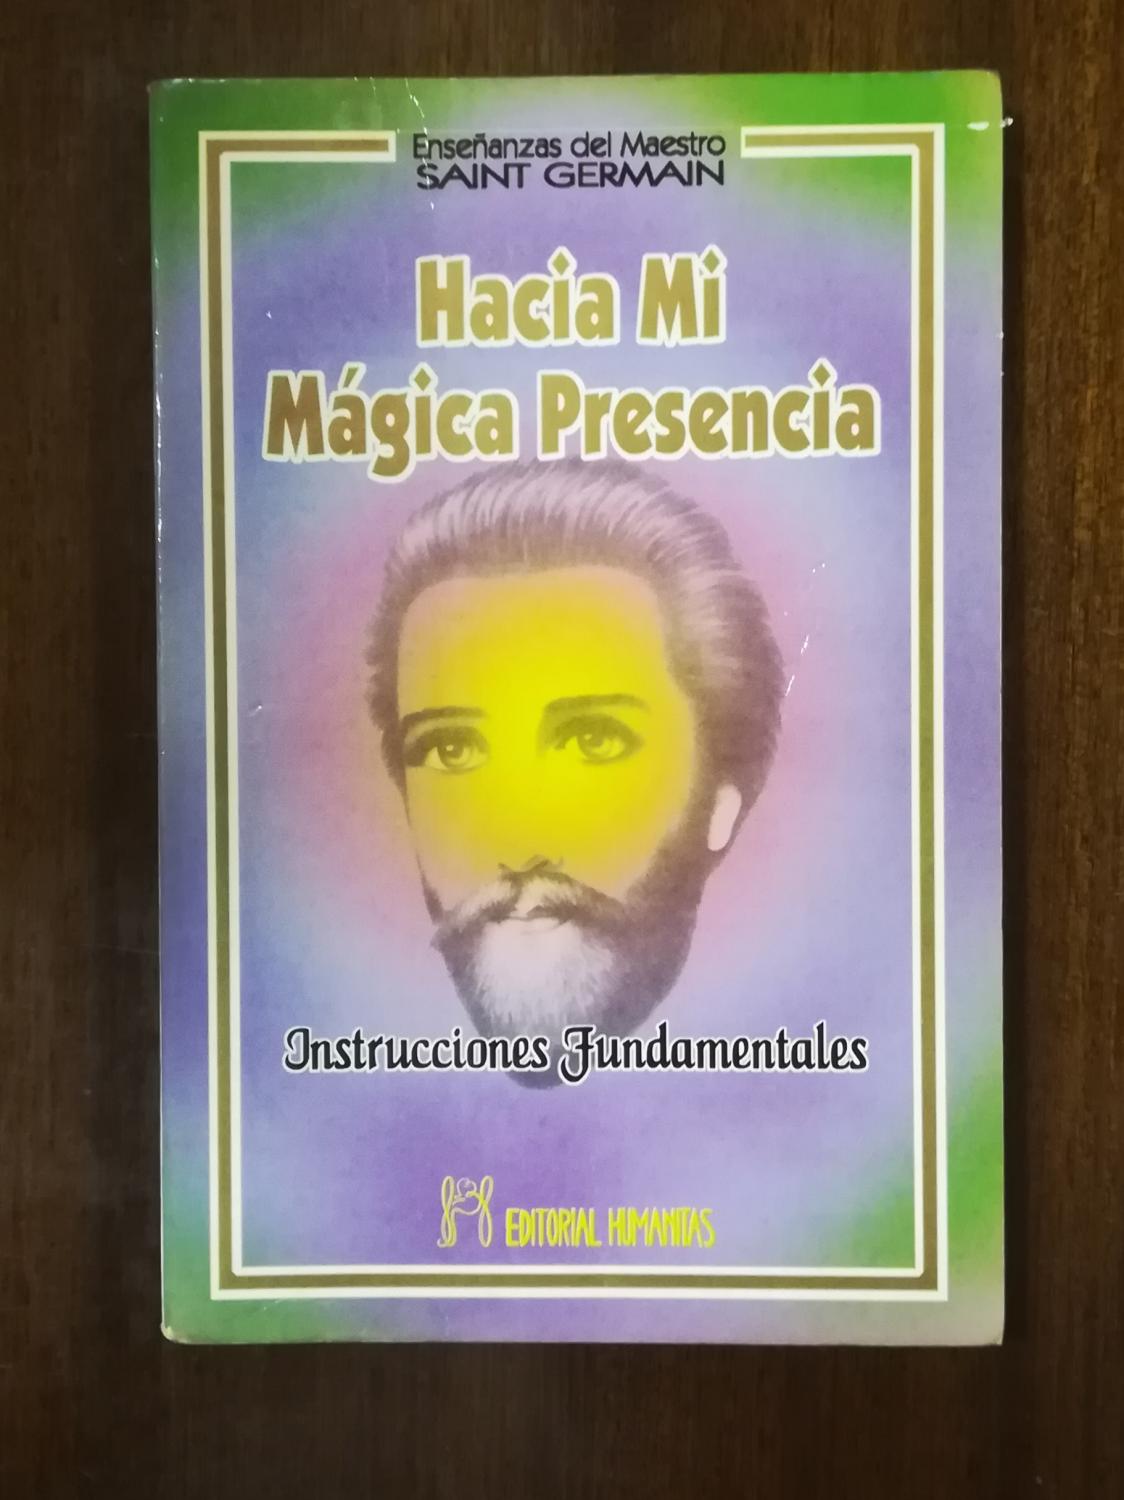 Enseñanzas del Maestro
SAINT GERMAIN
Hacia Mi
Mágica Presencia
Instrucciones Fundamentales
EDITORIAL HUMANITAS